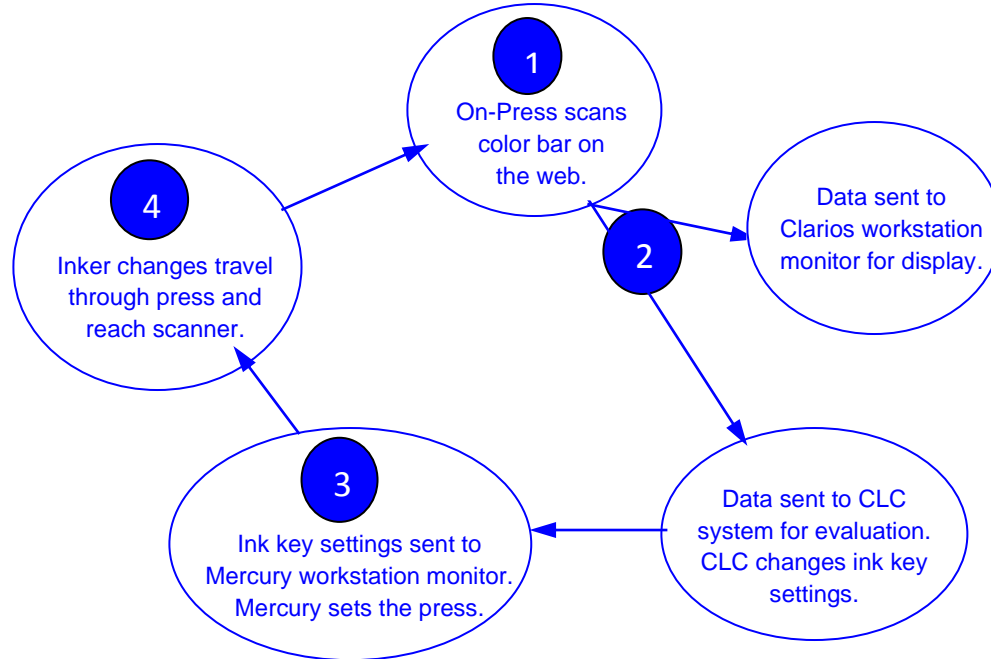 1
On-Press scans
color bar on
the web.
2
Data sent to
Clarios workstation
monitor for display.
Data sent to CLC
system for evaluation.
CLC changes ink key
settings.
3
Ink key settings sent to
Mercury workstation monitor.
Mercury sets the press.
4
Inker changes travel
through press and
reach scanner.